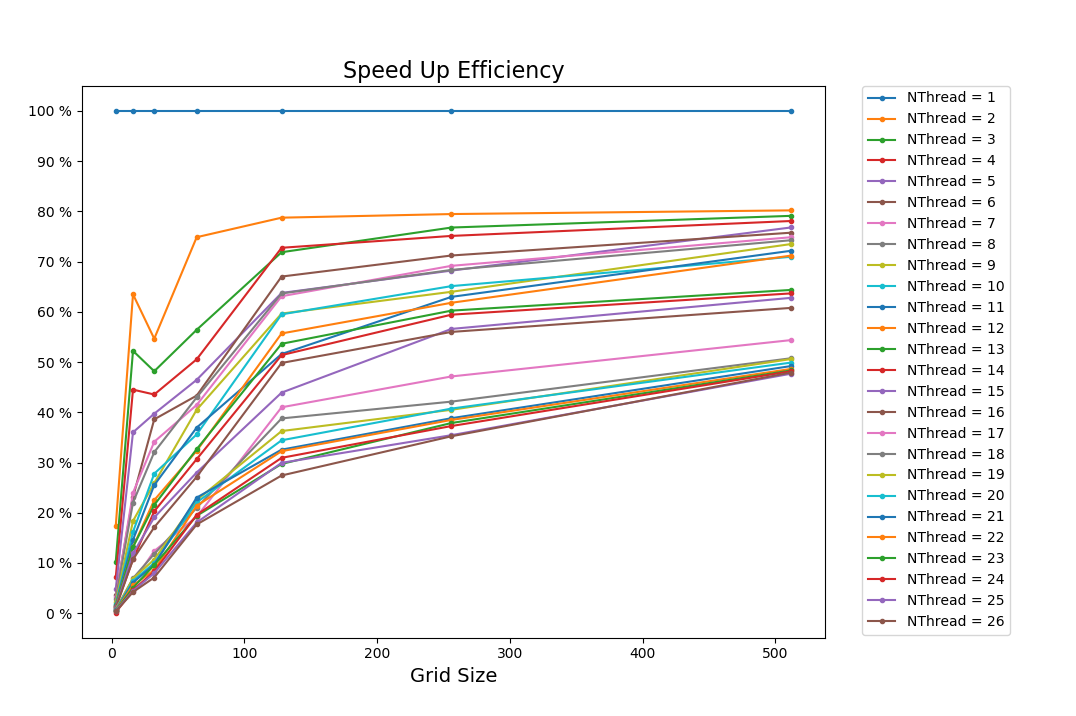 Speed Up Efficiency
100 %
90 %
80 %
70 %
60 %
50 %
40 %
30 %
20 %
10 %
0 %
0 100 200 300 400 500
Grid Size
NThread = 1
NThread = 2
NThread = 3
NThread = 4
NThread = 5
NThread = 6
NThread = 7
NThread = 8
NThread = 9
NThread = 10
NThread = 11
NThread = 12
NThread = 13
NThread = 14
NThread = 15
NThread = 16
NThread = 17
NThread = 18
NThread = 19
NThread = 20
NThread = 21
NThread = 22
NThread = 23
NThread = 24
NThread = 25
NThread = 26